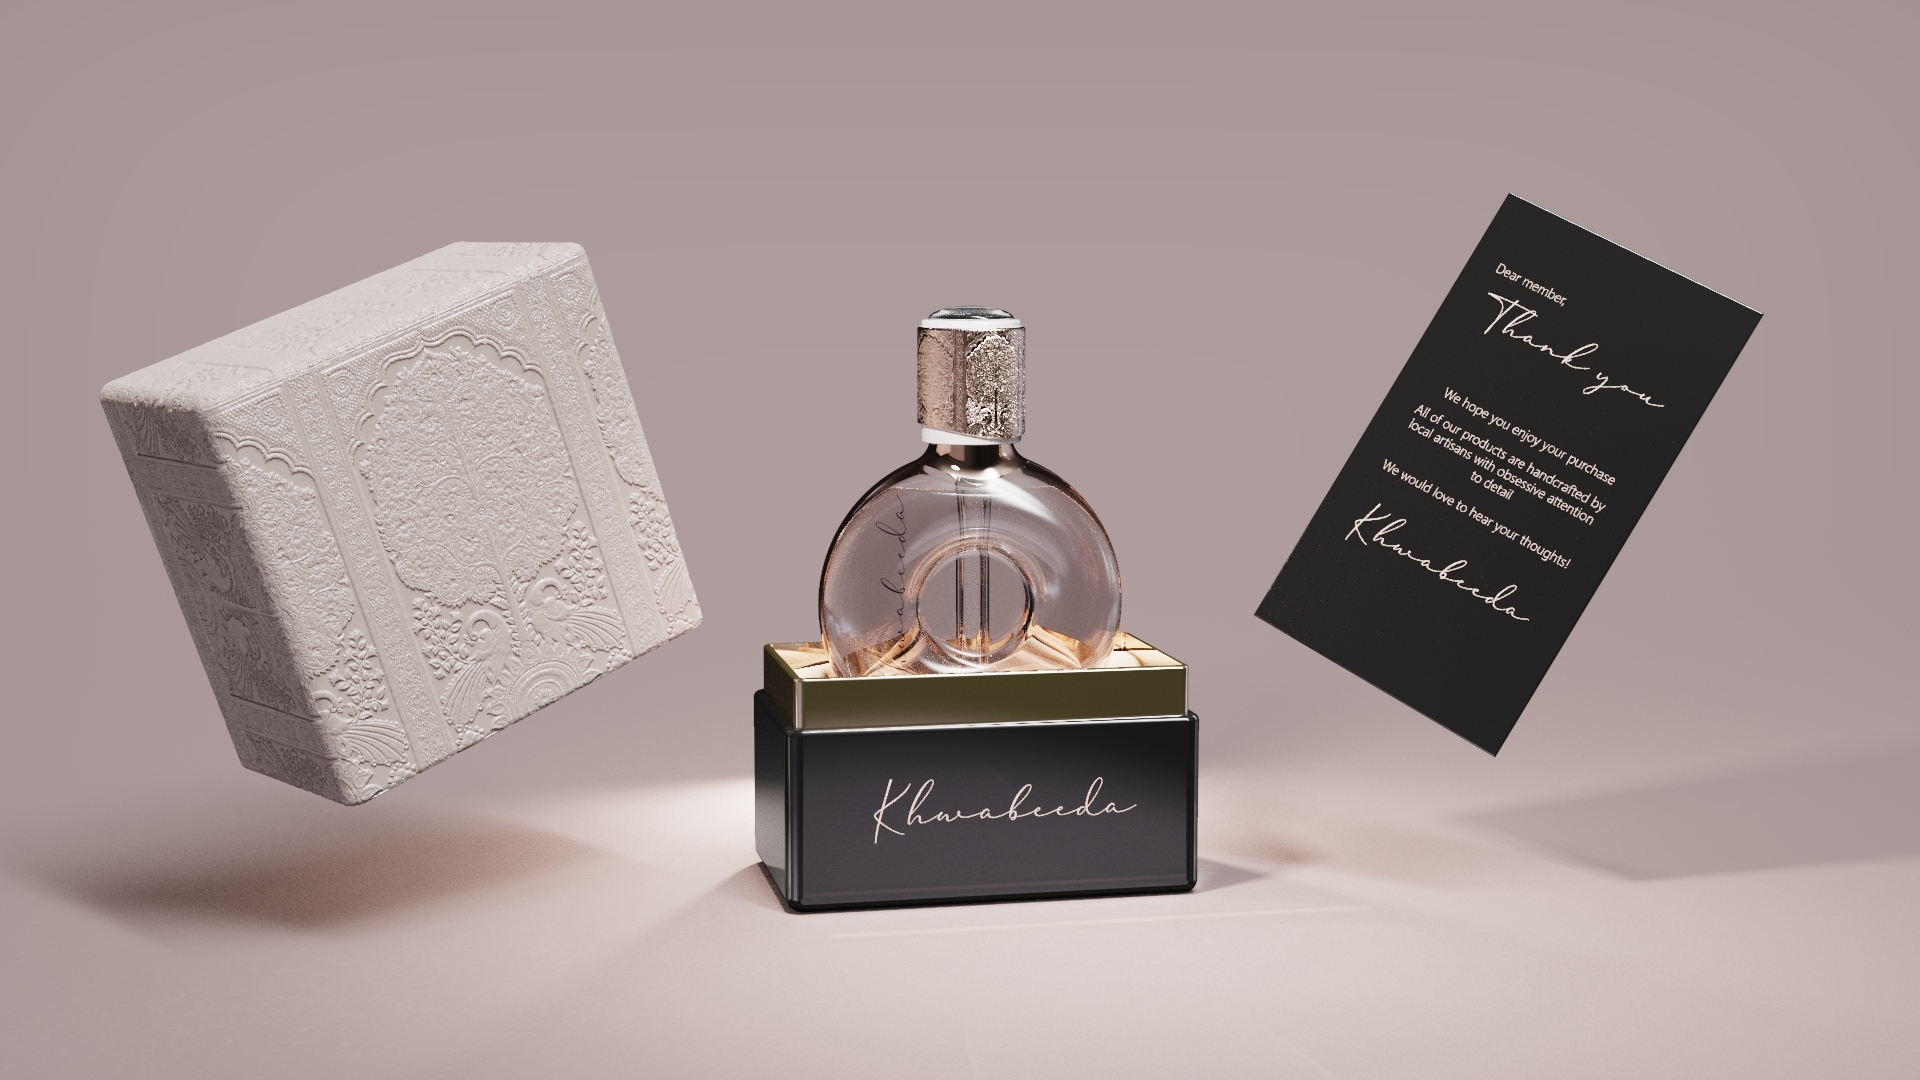 Khwabeeda
Khwabeeda
Dear member,
Thank you
We hope you enjoy your purchase
All of our products are handcrafted by
local artisans with obsessive attention
to detail
We would love to hear your thoughts!
Khwabeeda